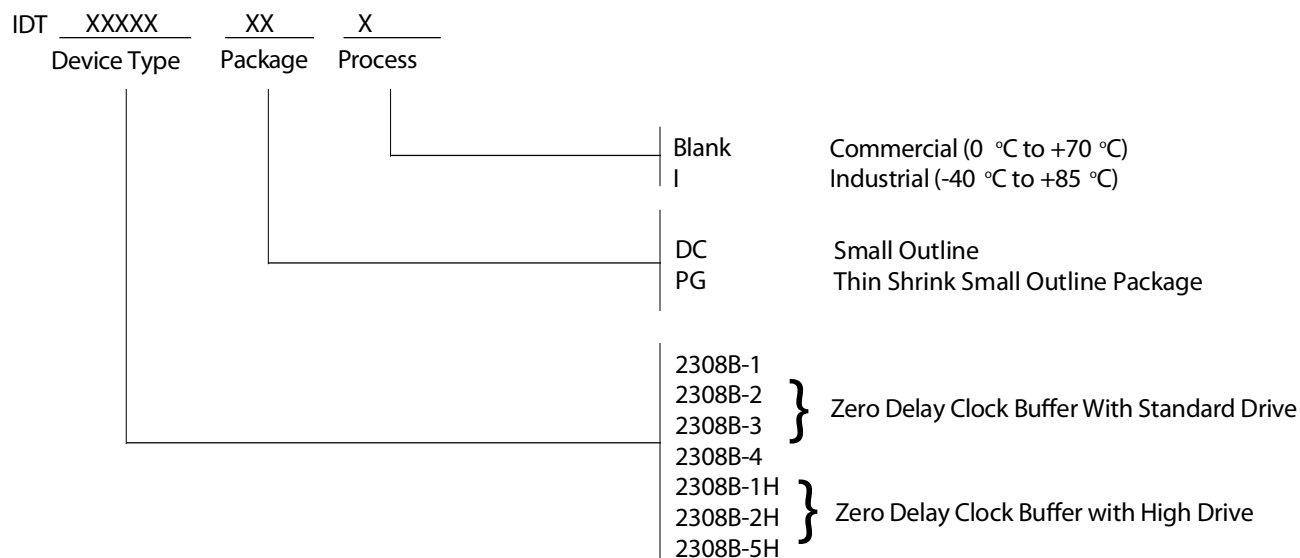 IDT XXXXX XX X
Device Type Package Process
Blank Commercial (0 °C to +70 °C)
I Industrial (-40 °C to +85 °C)
DC Small Outline
PG Thin Shrink Small Outline Package
2308B-1
2308B-2
2308B-3
2308B-4
} Zero Delay Clock Buffer With Standard Drive
2308B-1H
2308B-2H
2308B-5H
} Zero Delay Clock Buffer with High Drive